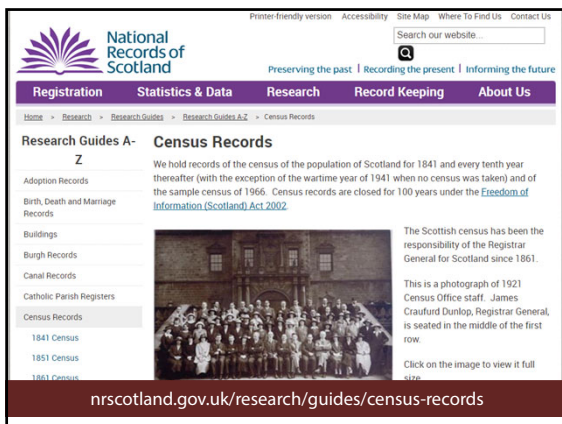 Printer-friendly version Accessibility Site Map Where To Find Us Contact Us
National
Records of
Scotland
Search our website...
Preserving the past | Recording the present | Informing the future
Registration Statistics & Data Research Record Keeping About Us
Home » Research » Research Guides » Research Guides A-Z » Census Records
Research Guides A-
Z
Adoption Records
Birth, Death and Marriage
Records
Buildings
Burgh Records
Canal Records
Catholic Parish Registers
Census Records
1841 Census
1851 Census
1861 Census
Census Records
We hold records of the census of the population of Scotland for 1841 and every tenth year
thereafter (with the exception of the wartime year of 1941 when no census was taken) and of
the sample census of 1966. Census records are closed for 100 years under the Freedom of
Information (Scotland) Act 2002.
The Scottish census has been the
responsibility of the Registrar
General for Scotland since 1861.
This is a photograph of 1921
Census Office staff. James
Craufurd Dunlop, Registrar General,
is seated in the middle of the first
row.
Click on the image to view it full
size
nrscotland.gov.uk/research/guides/census-records